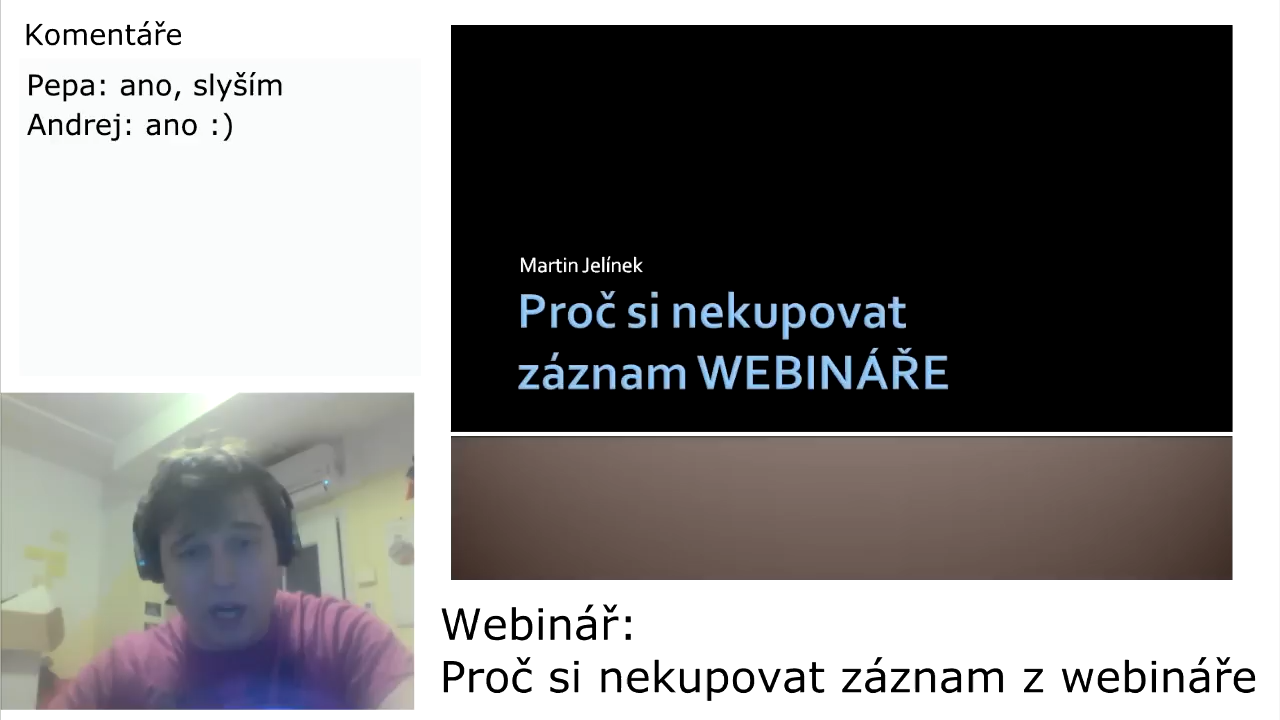 Komentáře
Pepa: ano, slyším
Andrej: ano :)
Martin Jelínek
Proč si nekupovat
záznam WEBINÁŘE
Webinář:
Proč si nekupovat záznam z webináře